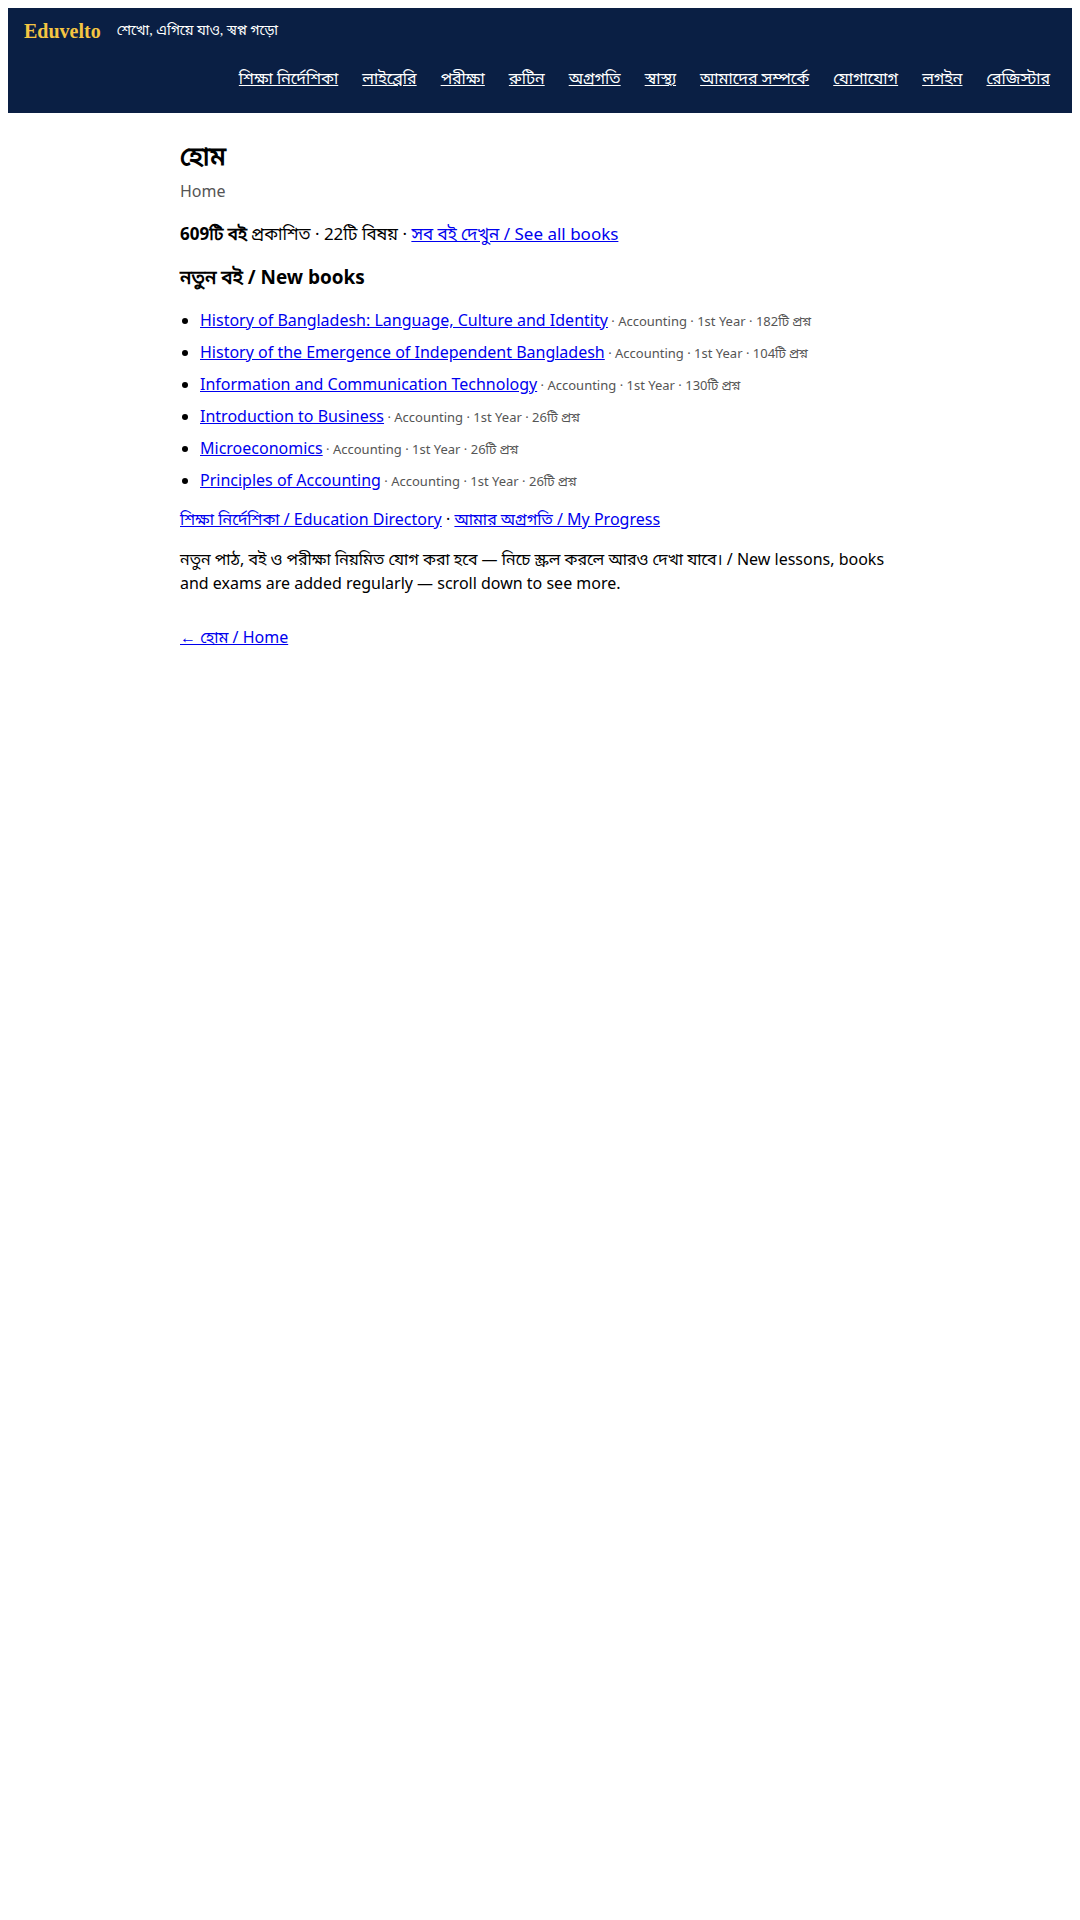 Eduvelto শেখো, এগিয়ে যাও, স্বপ্ন গড়ো
শিক্ষা নির্দেশিকা লাইব্রেরি পরীক্ষা রুটিন অগ্রগতি স্বাস্থ্য আমাদের সম্পর্কে যোগাযোগ লগইন রেজিস্টার
হোম
Home
609টি বই প্রকাশিত · 22টি বিষয় · সব বই দেখুন / See all books
নতুন বই / New books
History of Bangladesh: Language, Culture and Identity · Accounting · 1st Year · 182টি প্রশ্ন
History of the Emergence of Independent Bangladesh · Accounting · 1st Year · 104টি প্রশ্ন
Information and Communication Technology · Accounting · 1st Year · 130টি প্রশ্ন
Introduction to Business · Accounting · 1st Year · 26টি প্রশ্ন
Microeconomics · Accounting · 1st Year · 26টি প্রশ্ন
Principles of Accounting · Accounting · 1st Year · 26টি প্রশ্ন
শিক্ষা নির্দেশিকা / Education Directory · আমার অগ্রগতি / My Progress
নতুন পাঠ, বই ও পরীক্ষা নিয়মিত যোগ করা হবে — নিচে স্ক্রল করলে আরও দেখা যাবে। / New lessons, books
and exams are added regularly — scroll down to see more.
← হোম / Home